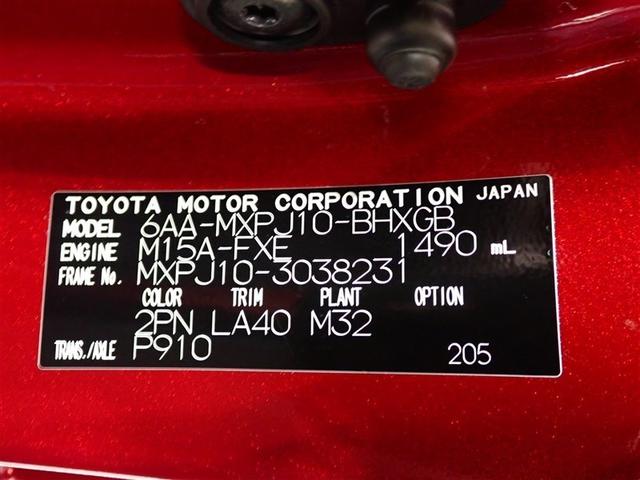 TOYOTA MOTOR CORPORATION JAPAN
MODEL 6AA-MXPJ10-BHXGB
ENGINE M15A-FXE 1490 mL
FRAME No. MXPJ10-3038231
COLOR TRIM PLANT OPTION
2PN LA40 M32
TRANS./AXLE P910 205